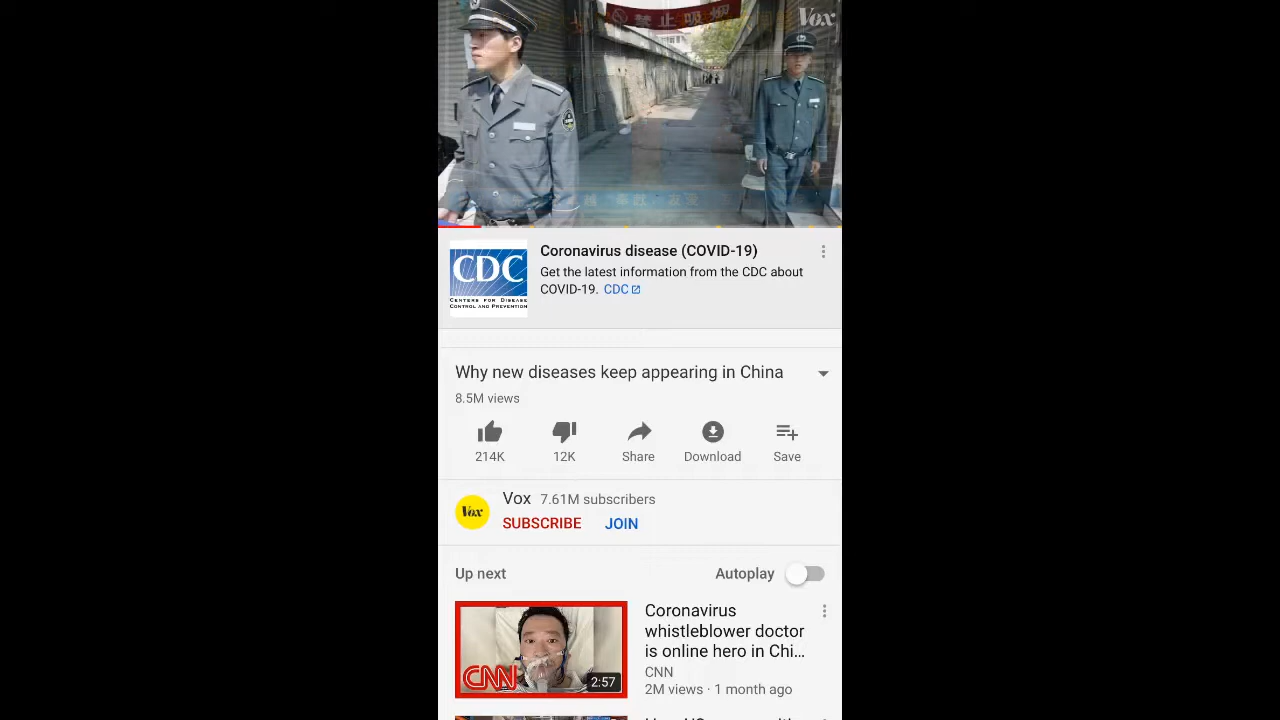 禁止吸烟
Vox
CDC
CENTERS FOR DISEASE
CONTROL AND PREVENTION
Coronavirus disease (COVID-19)
Get the latest information from the CDC about
COVID-19. CDC
Why new diseases keep appearing in China
8.5M views
214K
12K
Share
Download
Save
Vox
Vox 7.61M subscribers
SUBSCRIBE JOIN
Up next
Autoplay
CNN
2:57
Coronavirus
whistleblower doctor
is online hero in Chi...
CNN
2M views · 1 month ago